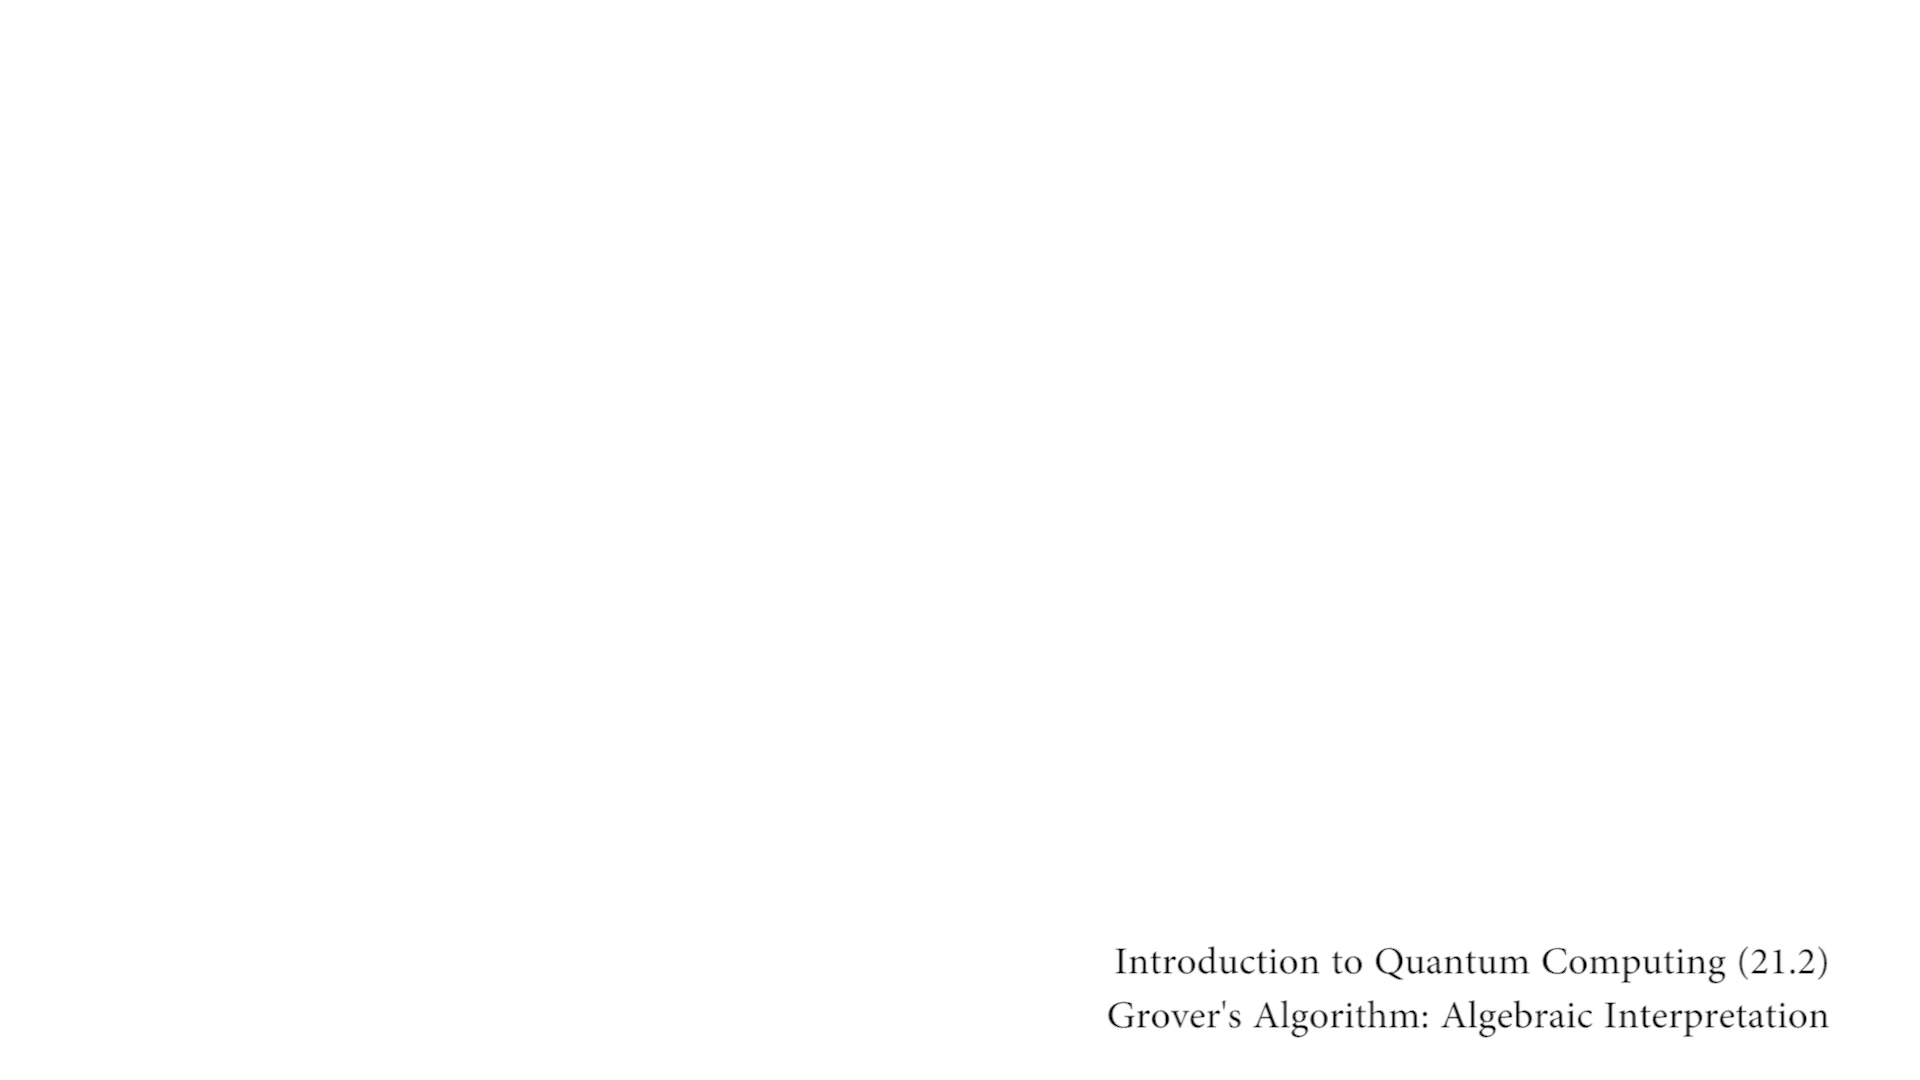 Introduction to Quantum Computing (21.2)
Grover's Algorithm: Algebraic Interpretation